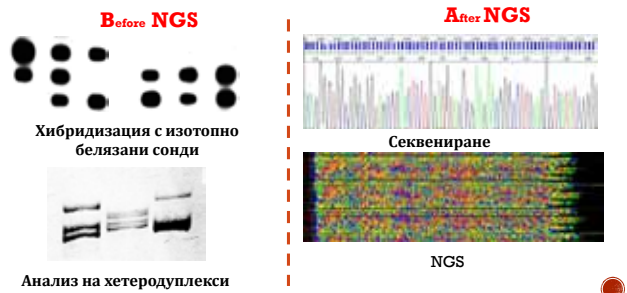 Before NGS
Хибридизация с изотопно
белязани сонди
Анализ на хетеродуплекси
After NGS
Секвениране
NGS